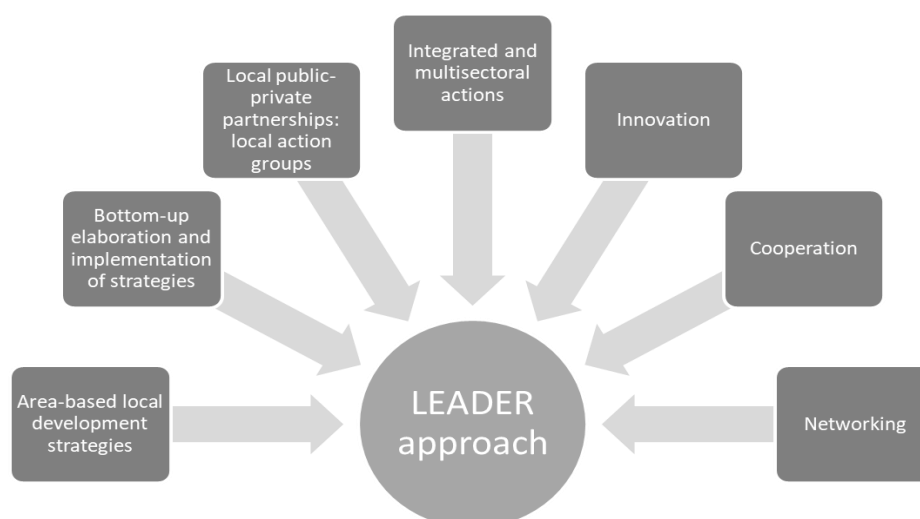 Integrated and
multisectoral
actions
Local public-
private
partnerships:
local action
groups
Innovation
Bottom-up
elaboration and
implementation
of strategies
Cooperation
Area-based local
development
strategies
LEADER
approach
Networking